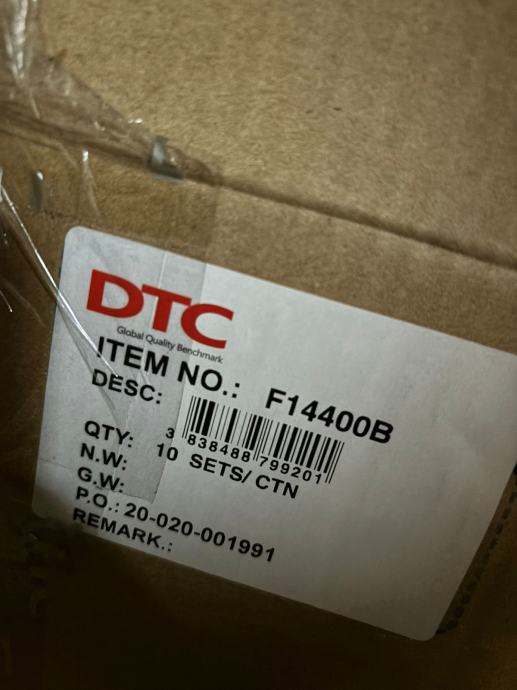 DTC
Global Quality Benchmark
ITEM NO.: F14400B
DESC:
3 838488 799201
QTY: 10 SETS/ CTN
N.W:
G.W:
P.O.: 20-020-001991
REMARK.: